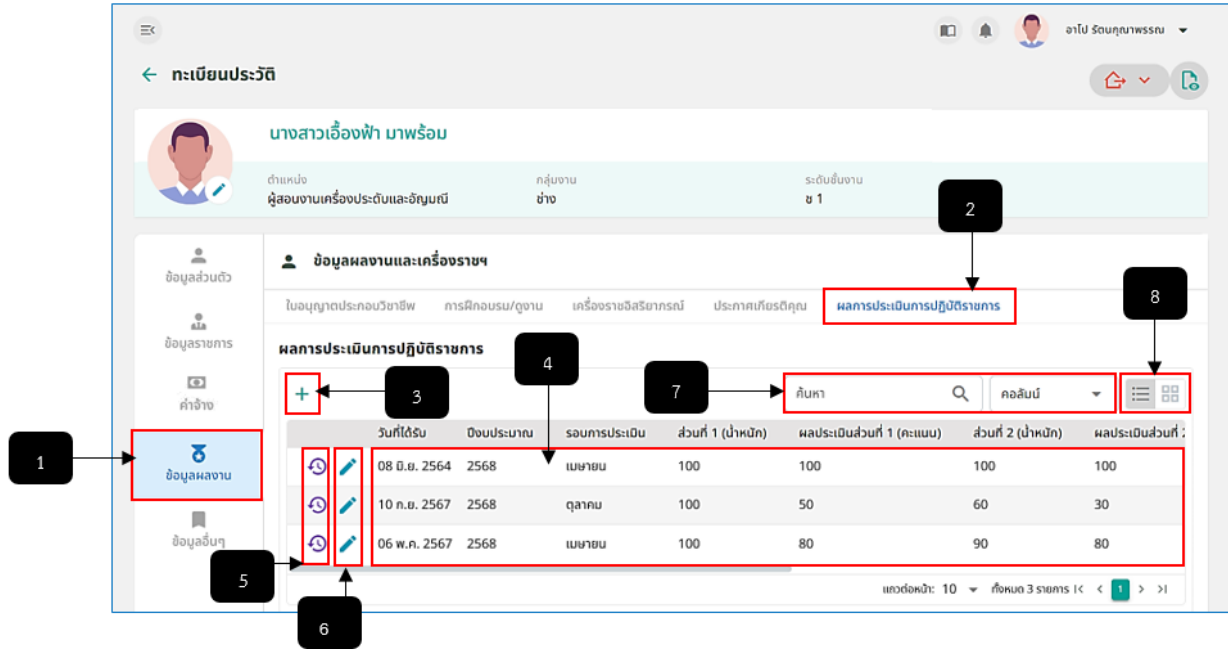 อาโป รัตนกุณาพรรณ
ทะเบียนประวัติ
นางสาวเอื้องฟ้า มาพร้อม
ตำแหน่ง กลุ่มงาน ระดับชั้นงาน
ผู้สอนงานเครื่องประดับและอัญมณี ช่าง ช 1
2
ข้อมูลส่วนตัว
ข้อมูลผลงานและเครื่องราชฯ
8
ใบอนุญาตประกอบวิชาชีพ การฝึกอบรม/ดูงาน เครื่องราชอิสริยาภรณ์ ประกาศเกียรติคุณ ผลการประเมินการปฏิบัติราชการ
ข้อมูลราชการ
ผลการประเมินการปฏิบัติราชการ
4
3
7
ค้นหา คอลัมน์
ค่าจ้าง
วันที่ได้รับ ปีงบประมาณ รอบการประเมิน ส่วนที่ 1 (น้ำหนัก) ผลประเมินส่วนที่ 1 (คะแนน) ส่วนที่ 2 (น้ำหนัก) ผลประเมินส่วนที่ 2
1
ข้อมูลผลงาน
08 มิ.ย. 2564 2568 เมษายน 100 100 100 100
10 ก.ย. 2567 2568 ตุลาคม 100 50 60 30
ข้อมูลอื่นๆ
06 พ.ค. 2567 2568 เมษายน 100 80 90 80
5
แถวต่อหน้า: 10 ทั้งหมด 3 รายการ |< < 1 > >|
6